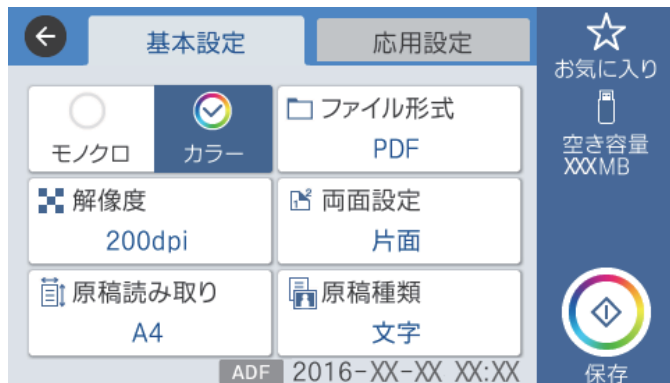 基本設定
応用設定
お気に入り
空き容量
XXXMB
モノクロ
カラー
ファイル形式
PDF
解像度
200dpi
両面設定
片面
原稿読み取り
A4
原稿種類
文字
ADF
2016-XX-XX XX:XX
保存